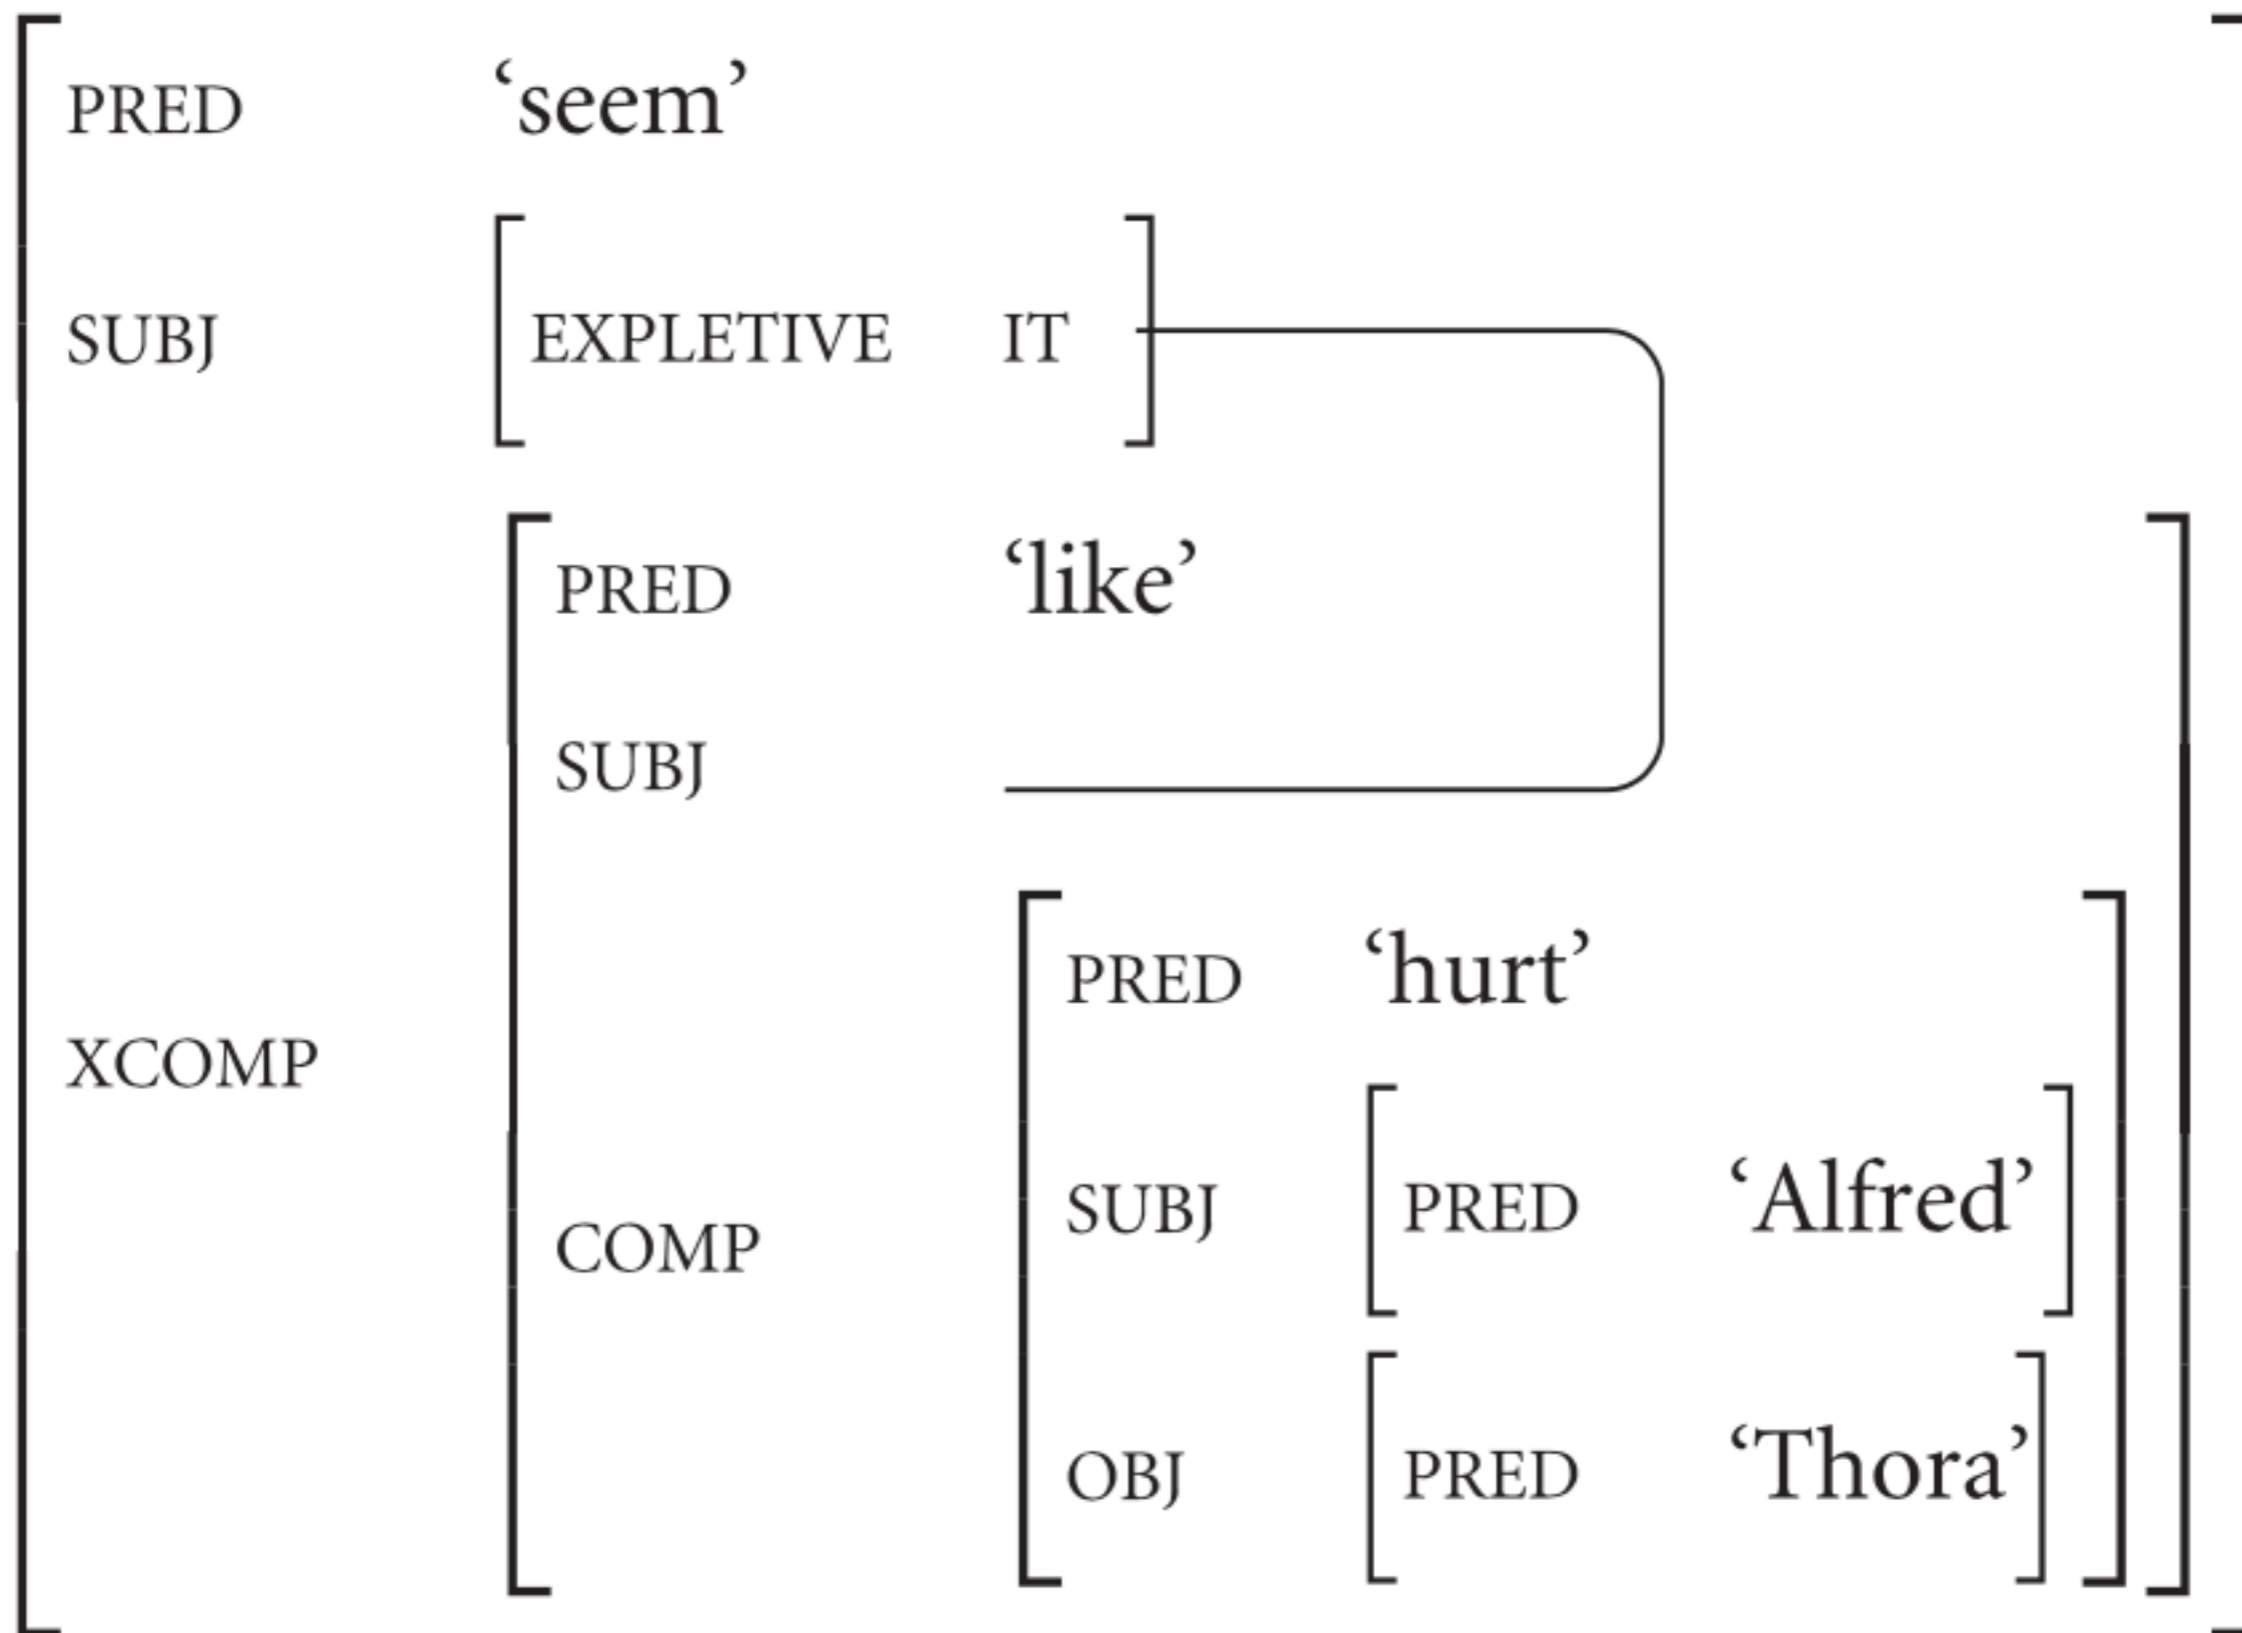 PRED ‘seem’
SUBJ EXPLETIVE IT
PRED ‘like’
SUBJ
PRED ‘hurt’
XCOMP
SUBJ PRED ‘Alfred’
COMP
OBJ PRED ‘Thora’